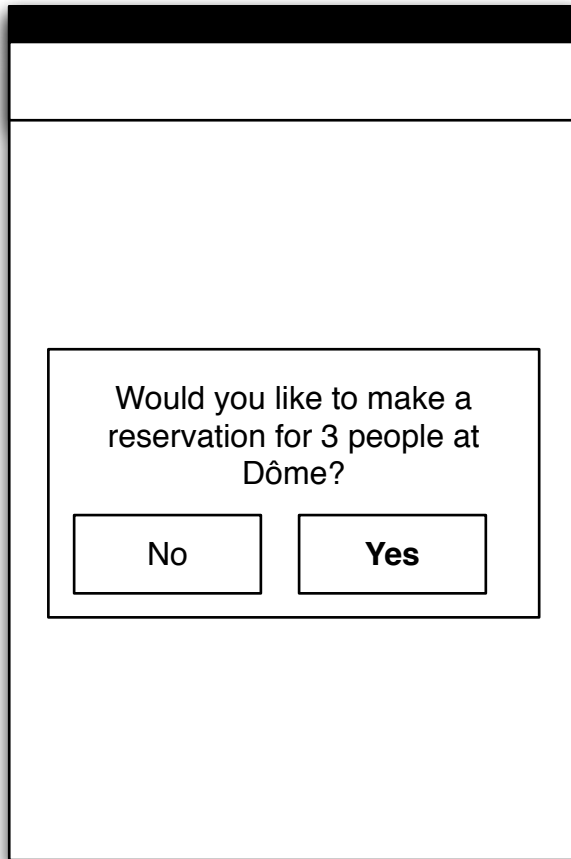 Would you like to make a
reservation for 3 people at
Dôme?
No
Yes